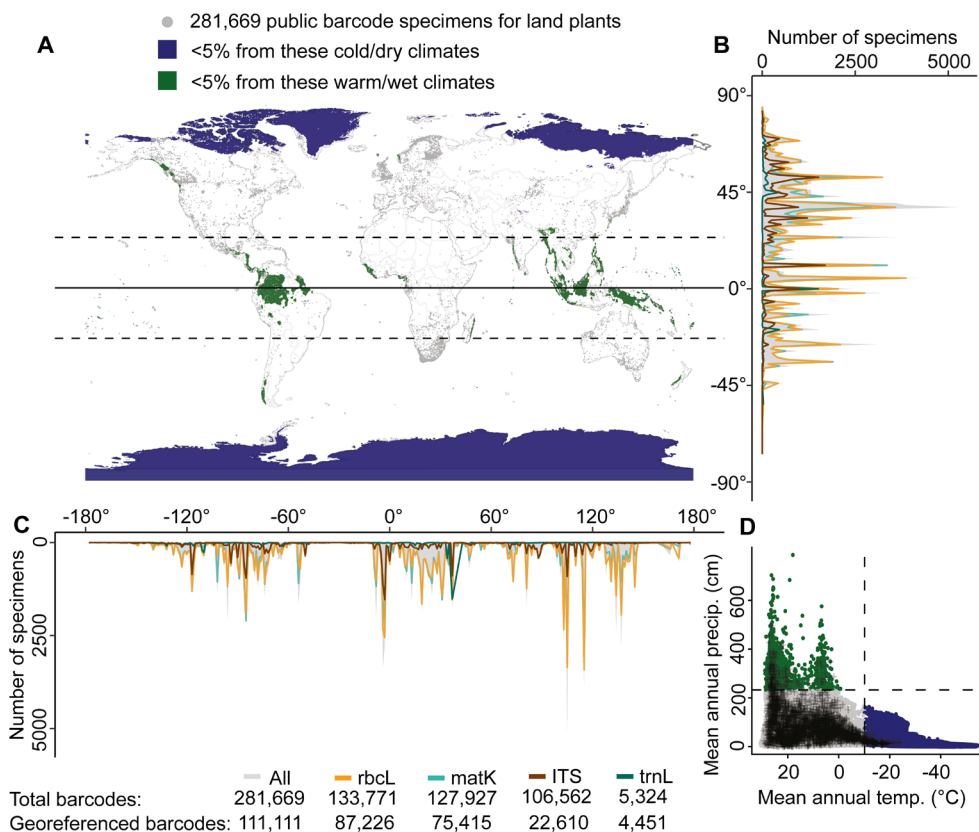 281,669 public barcode specimens for land plants
A
<5% from these cold/dry climates
<5% from these warm/wet climates
B
Number of specimens
0 2500 5000
90°
45°
0°
-45°
-90°
C
-180 -120 -60 0° 60 120 180
Number of specimens
0
2500
5000
D
Mean annual precip. (cm)
600
400
200
0
20 0 -20 -40
Mean annual temp. (°C)
All rbcL matK ITS trnL
Total barcodes: 281,669 133,771 127,927 106,562 5,324
Georeferenced barcodes: 111,111 87,226 75,415 22,610 4,451